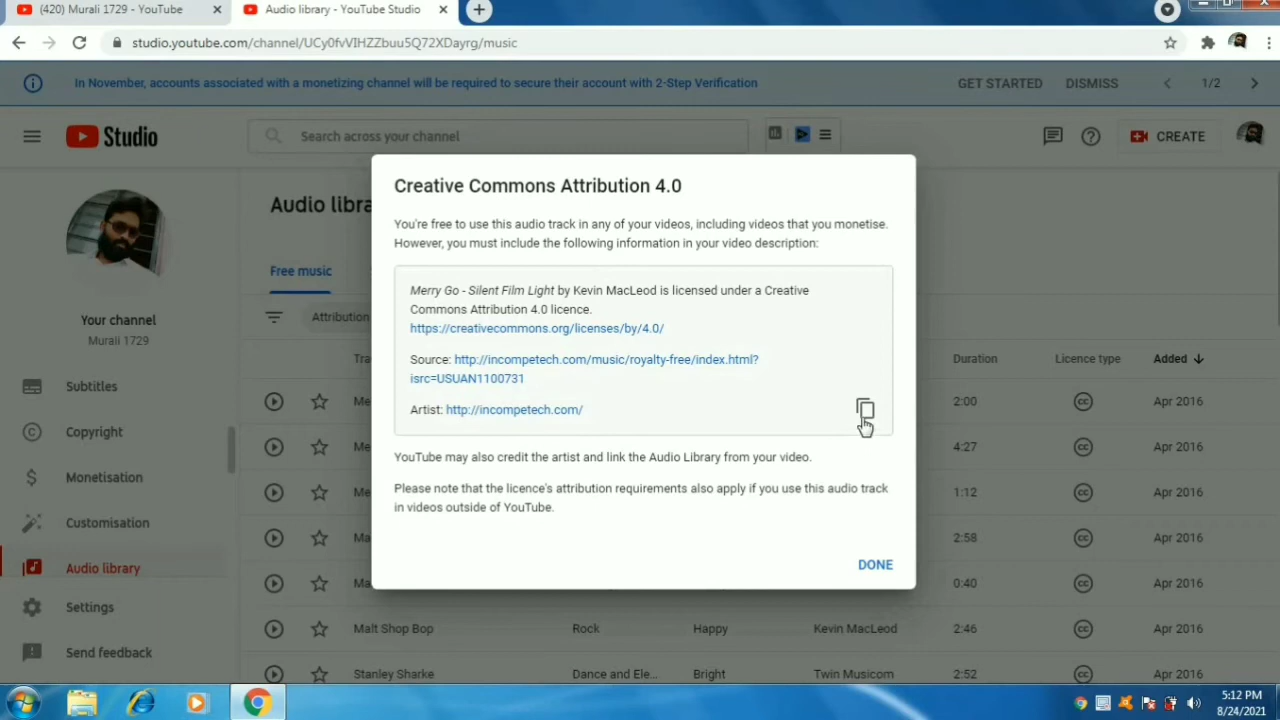 (420) Murali 1729 - YouTube
Audio library - YouTube Studio
studio.youtube.com/channel/UCy0fvVIHZZbuu5Q72XDayrg/music
In November, accounts associated with a monetizing channel will be required to secure their account with 2-Step Verification
GET STARTED
DISMISS
1/2
Studio
Search across your channel
CREATE
Audio libra
Free music
Attribution
Your channel
Murali 1729
Subtitles
Copyright
Monetisation
Customisation
Audio library
Settings
Send feedback
Creative Commons Attribution 4.0
You're free to use this audio track in any of your videos, including videos that you monetise.
However, you must include the following information in your video description:
Merry Go - Silent Film Light by Kevin MacLeod is licensed under a Creative
Commons Attribution 4.0 licence.
https://creativecommons.org/licenses/by/4.0/
Source: http://incompetech.com/music/royalty-free/index.html?
isrc=USUAN1100731
Artist: http://incompetech.com/
YouTube may also credit the artist and link the Audio Library from your video.
Please note that the licence's attribution requirements also apply if you use this audio track
in videos outside of YouTube.
DONE
Tra Duration Licence type Added
Me 2:00 Apr 2016
Me 4:27 Apr 2016
Me 1:12 Apr 2016
Ma 2:58 Apr 2016
Ma 0:40 Apr 2016
Malt Shop Bop Rock Happy Kevin MacLeod 2:46 Apr 2016
Stanley Sharke Dance and Ele... Bright Twin Musicom 2:52 Apr 2016
5:12 PM
8/24/2021